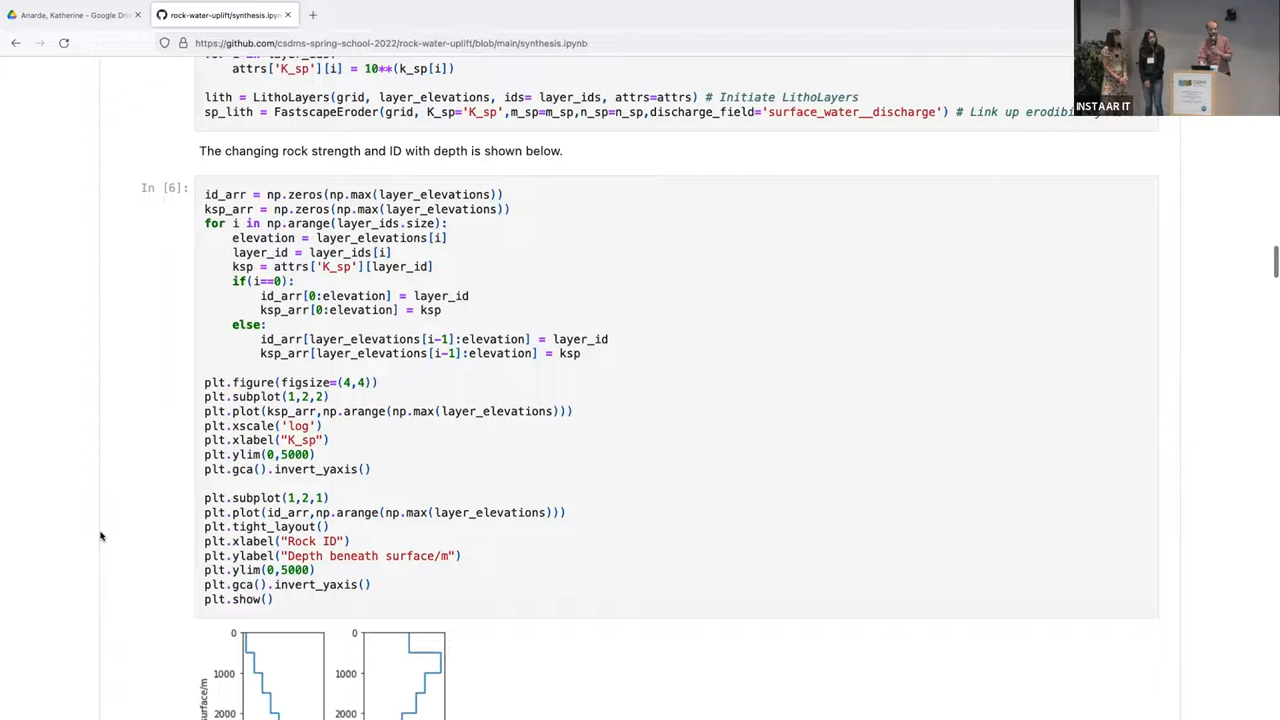 Anarde, Katherine - Google Dri
rock-water-uplift/synthesis.ipyn
https://github.com/csdms-spring-school-2022/rock-water-uplift/blob/main/synthesis.ipynb
attrs['K_sp'][i] = 10**(k_sp[i])
lith = LithoLayers(grid, layer_elevations, ids= layer_ids, attrs=attrs) # Initiate LithoLayers
sp_lith = FastscapeEroder(grid, K_sp='K_sp',m_sp=m_sp,n_sp=n_sp,discharge_field='surface_water__discharge') # Link up erodibi
INSTAAR IT
The changing rock strength and ID with depth is shown below.
In [6]:
id_arr = np.zeros(np.max(layer_elevations))
ksp_arr = np.zeros(np.max(layer_elevations))
for i in np.arange(layer_ids.size):
    elevation = layer_elevations[i]
    layer_id = layer_ids[i]
    ksp = attrs['K_sp'][layer_id]
    if(i==0):
        id_arr[0:elevation] = layer_id
        ksp_arr[0:elevation] = ksp
    else:
        id_arr[layer_elevations[i-1]:elevation] = layer_id
        ksp_arr[layer_elevations[i-1]:elevation] = ksp
plt.figure(figsize=(4,4))
plt.subplot(1,2,2)
plt.plot(ksp_arr,np.arange(np.max(layer_elevations)))
plt.xscale('log')
plt.xlabel("K_sp")
plt.ylim(0,5000)
plt.gca().invert_yaxis()
plt.subplot(1,2,1)
plt.plot(id_arr,np.arange(np.max(layer_elevations)))
plt.tight_layout()
plt.xlabel("Rock ID")
plt.ylabel("Depth beneath surface/m")
plt.ylim(0,5000)
plt.gca().invert_yaxis()
plt.show()
0 0
1000 1000
2000 2000
surface/m